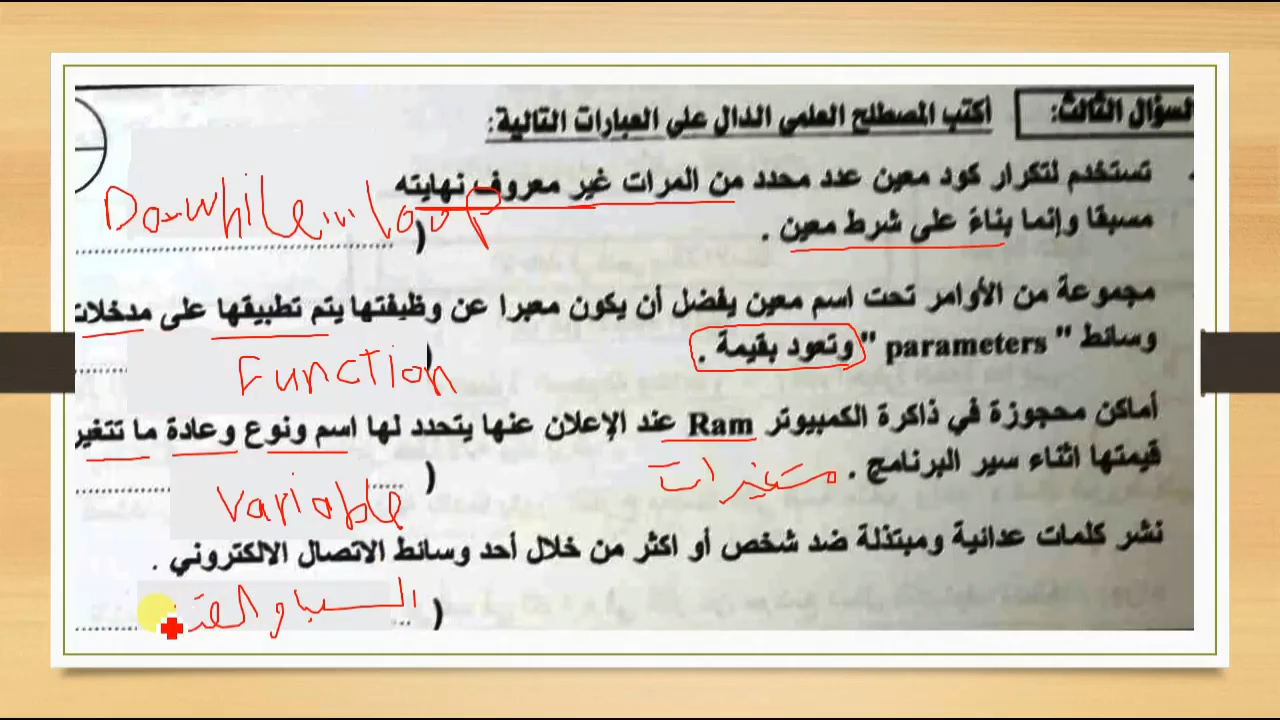 السؤال الثالث: أكتب المصطلح العلمي الدال على العبارات التالية:
تستخدم لتكرار كود معين عدد محدد من المرات غير معروف نهايته
مسبقا وإنما بناءً على شرط معين .
Do-while ... loop
(
مجموعة من الأوامر تحت اسم معين يفضل أن يكون معبرا عن وظيفتها يتم تطبيقها على مدخلات
وسائط " parameters " وتعود بقيمة .
Function
أماكن محجوزة في ذاكرة الكمبيوتر Ram عند الإعلان عنها يتحدد لها اسم ونوع وعادة ما تتغير
قيمتها اثناء سير البرنامج .
متغيرات
(
Variable
نشر كلمات عدائية ومبتذلة ضد شخص أو اكثر من خلال أحد وسائط الاتصال الالكتروني .
(
السب و